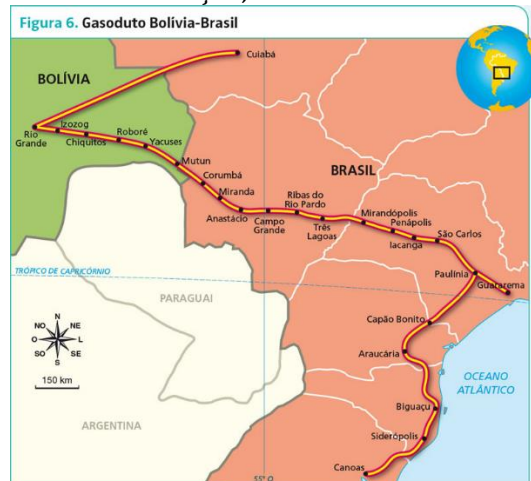 Figura 6. Gasoduto Bolívia-Brasil
BOLÍVIA
Cuiabá
Rio
Grande
Izozog
Chiquitos
Roboré
Yacuses
Mutun
Corumbá
Miranda
Anastácio
Campo
Grande
Ribas do
Rio Pardo
Três
Lagoas
BRASIL
Mirandópolis
Penápolis
Iacanga
São Carlos
Paulínia
Guararema
TRÓPICO DE CAPRICÓRNIO
PARAGUAI
Capão Bonito
Araucária
N
NO NE
O L
SO SE
S
150 km
OCEANO
ATLÂNTICO
Biguaçu
ARGENTINA
Siderópolis
Canoas
55° O